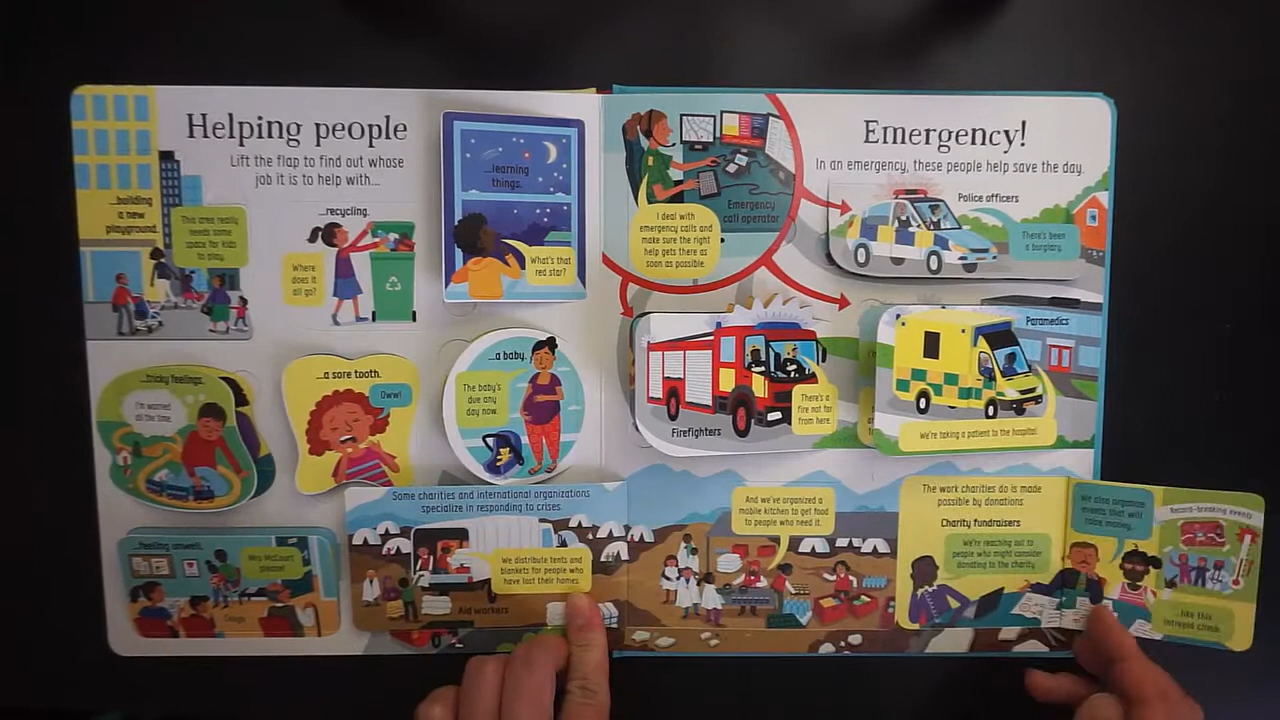 Helping people
Lift the flap to find out whose
job it is to help with...
...building
a new
playground.
This area really
needs some
space for kids
to play.
...recycling.
Where
does it
all go?
...learning
things.
What's that
red star?
...tricky feelings.
I'm worried
all the time.
...a sore tooth.
Oww!
...a baby.
The baby's
due any
day now.
...feeling unwell.
Mrs McCourt
please!
Some charities and international organizations
specialize in responding to crises.
We distribute tents and
blankets for people who
have lost their homes.
Aid workers
Emergency!
In an emergency, these people help save the day.
Emergency
call operator
I deal with
emergency calls and
make sure the right
help gets there as
soon as possible.
Police officers
There's been
a burglary.
Firefighters
There's a
fire not far
from here.
Paramedics
We're taking a patient to the hospital.
And we've organized a
mobile kitchen to get food
to people who need it.
The work charities do is made
possible by donations.
Charity fundraisers
We're reaching out to
people who might consider
donating to the charity.
We also organize
events that will
raise money...
Record-breaking events
...like this
intrepid climb.